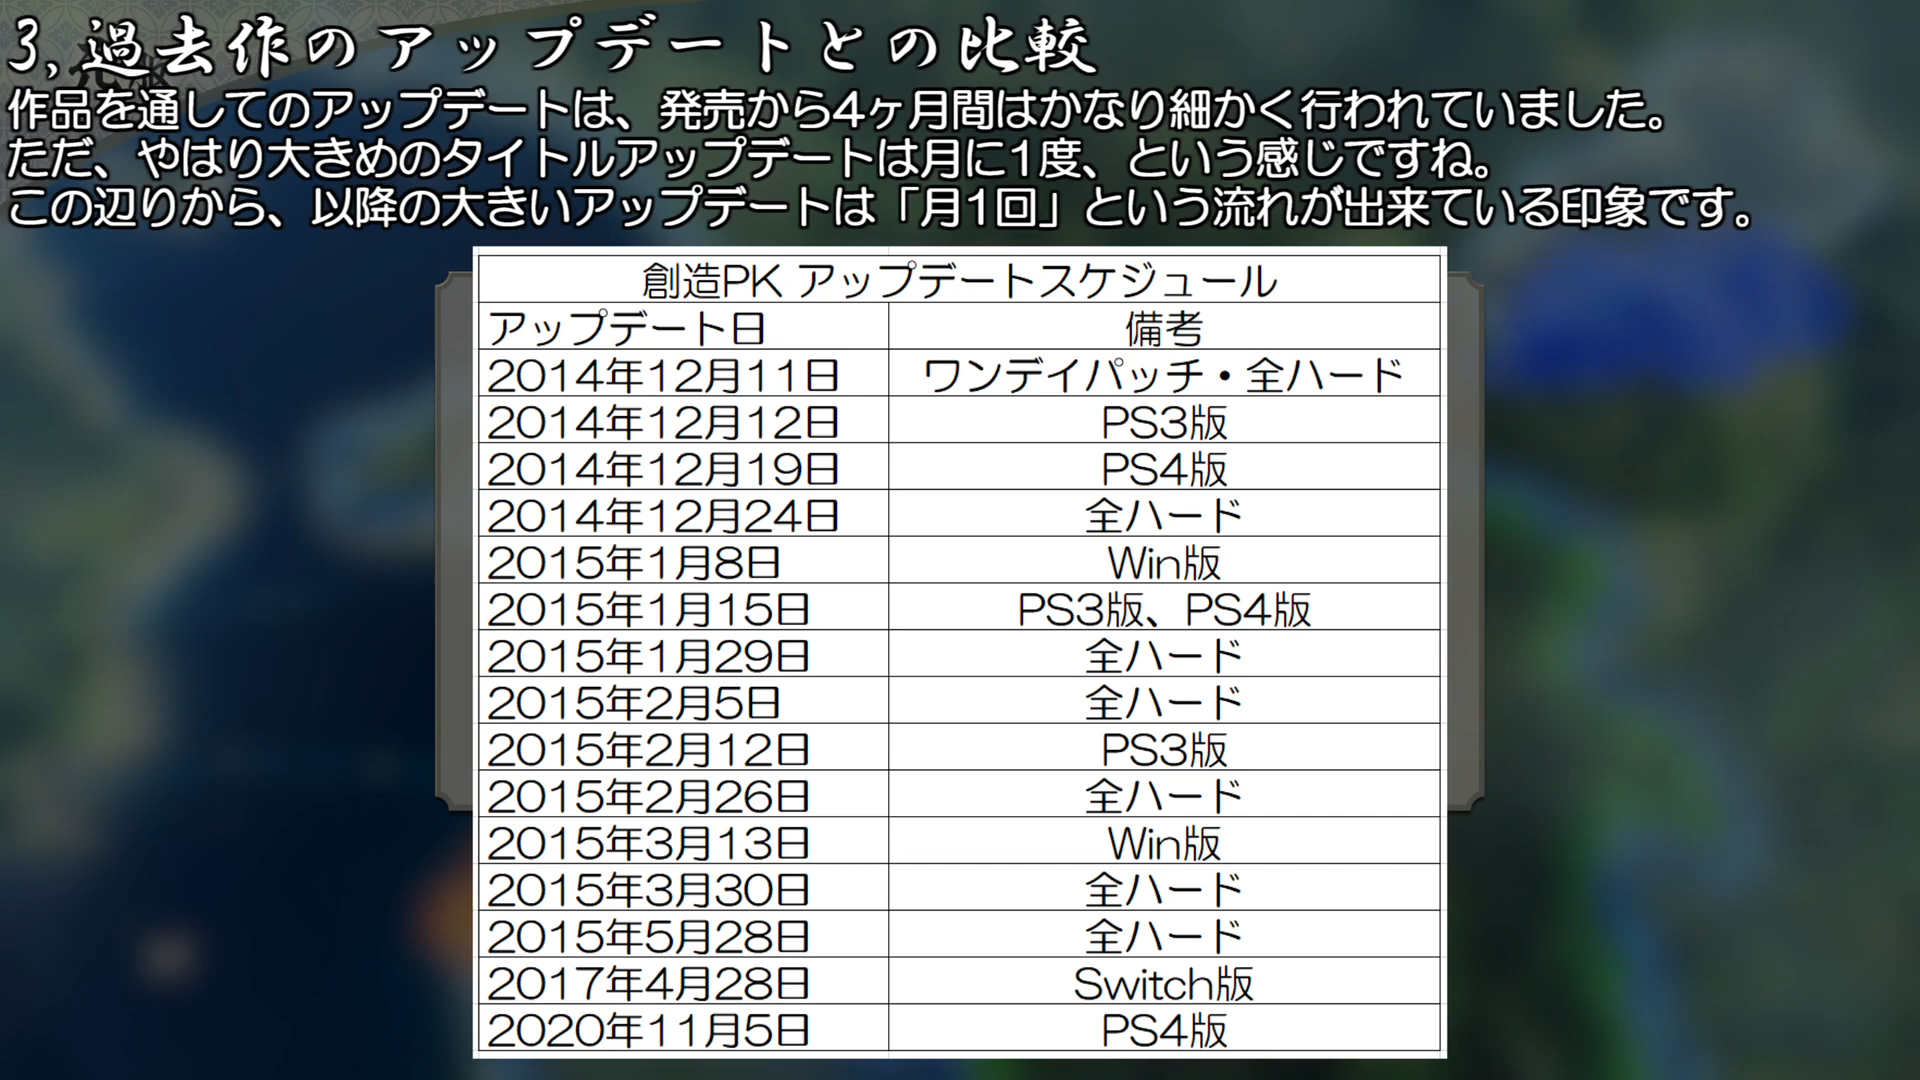 3,過去作のアップデートとの比較
作品を通してのアップデートは、発売から4ヶ月間はかなり細かく行われていました。
ただ、やはり大きめのタイトルアップデートは月に1度、という感じですね。
この辺りから、以降の大きいアップデートは「月1回」という流れが出来ている印象です。
創造PK アップデートスケジュール
アップデート日 備考
2014年12月11日 ワンデイパッチ・全ハード
2014年12月12日 PS3版
2014年12月19日 PS4版
2014年12月24日 全ハード
2015年1月8日 Win版
2015年1月15日 PS3版、PS4版
2015年1月29日 全ハード
2015年2月5日 全ハード
2015年2月12日 PS3版
2015年2月26日 全ハード
2015年3月13日 Win版
2015年3月30日 全ハード
2015年5月28日 全ハード
2017年4月28日 Switch版
2020年11月5日 PS4版